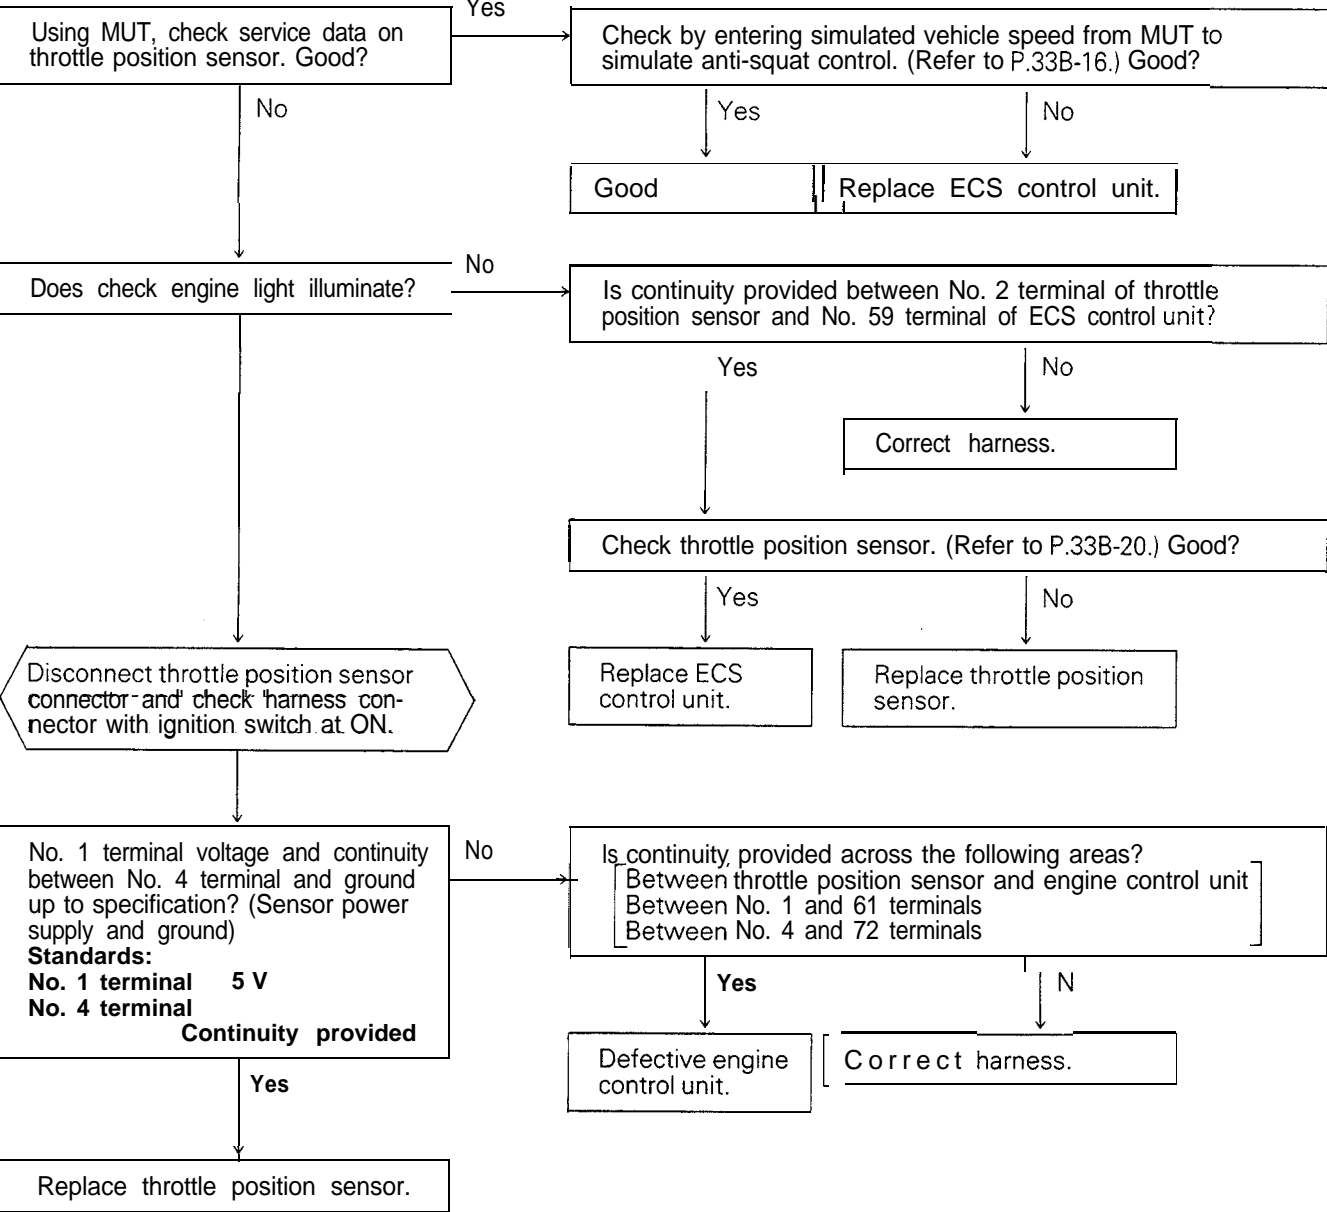 Using MUT, check service data on
throttle position sensor. Good?
Yes
Check by entering simulated vehicle speed from MUT to
simulate anti-squat control. (Refer to P.33B-16.) Good?
No
Yes
No
Good
Replace ECS control unit.
Does check engine light illuminate?
No
Is continuity provided between No. 2 terminal of throttle
position sensor and No. 59 terminal of ECS control unit?
Yes
No
Correct harness.
Check throttle position sensor. (Refer to P.33B-20.) Good?
Yes
No
Disconnect throttle position sensor
connector and check harness con-
nector with ignition switch at ON.
Replace ECS
control unit.
Replace throttle position
sensor.
No. 1 terminal voltage and continuity
between No. 4 terminal and ground
up to specification? (Sensor power
supply and ground)
Standards:
No. 1 terminal 5 V
No. 4 terminal
Continuity provided
No
Is continuity provided across the following areas?
Between throttle position sensor and engine control unit
Between No. 1 and 61 terminals
Between No. 4 and 72 terminals
Yes
N
Defective engine
control unit.
Correct harness.
Yes
Replace throttle position sensor.